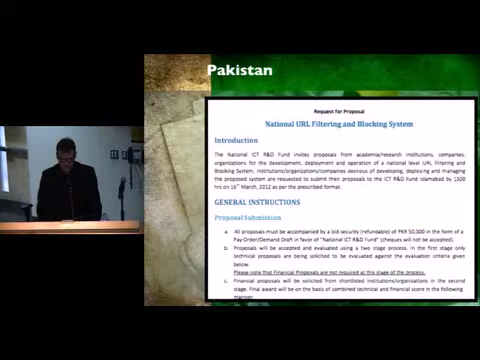 Pakistan
Request for Proposal
National URL Filtering and Blocking System
Introduction
The National ICT R&D Fund invites proposals from academia/research institutions, companies,
organizations for the development, deployment and operation of a national level URL Filtering and
Blocking System. Institutions/organizations/companies desirous of developing, deploying and managing
the proposed system are requested to submit their proposals to the ICT R&D Fund Islamabad by 1500
hrs on 16th March, 2012 as per the prescribed format.
GENERAL INSTRUCTIONS
Proposal Submission
a. All proposals must be accompanied by a bid security (refundable) of PKR 50,000 in the form of a
Pay Order/Demand Draft in favor of "National ICT R&D Fund" (cheques will not be accepted).
b. Proposals will be accepted and evaluated using a two stage process. In the first stage only
technical proposals are being solicited to be evaluated against the evaluation criteria given
below.
Please note that Financial Proposals are not required at this stage of the process.
c. Financial proposals will be solicited from shortlisted institutions/organizations in the second
stage. Final award will be on the basis of combined technical and financial score in the following
manner: